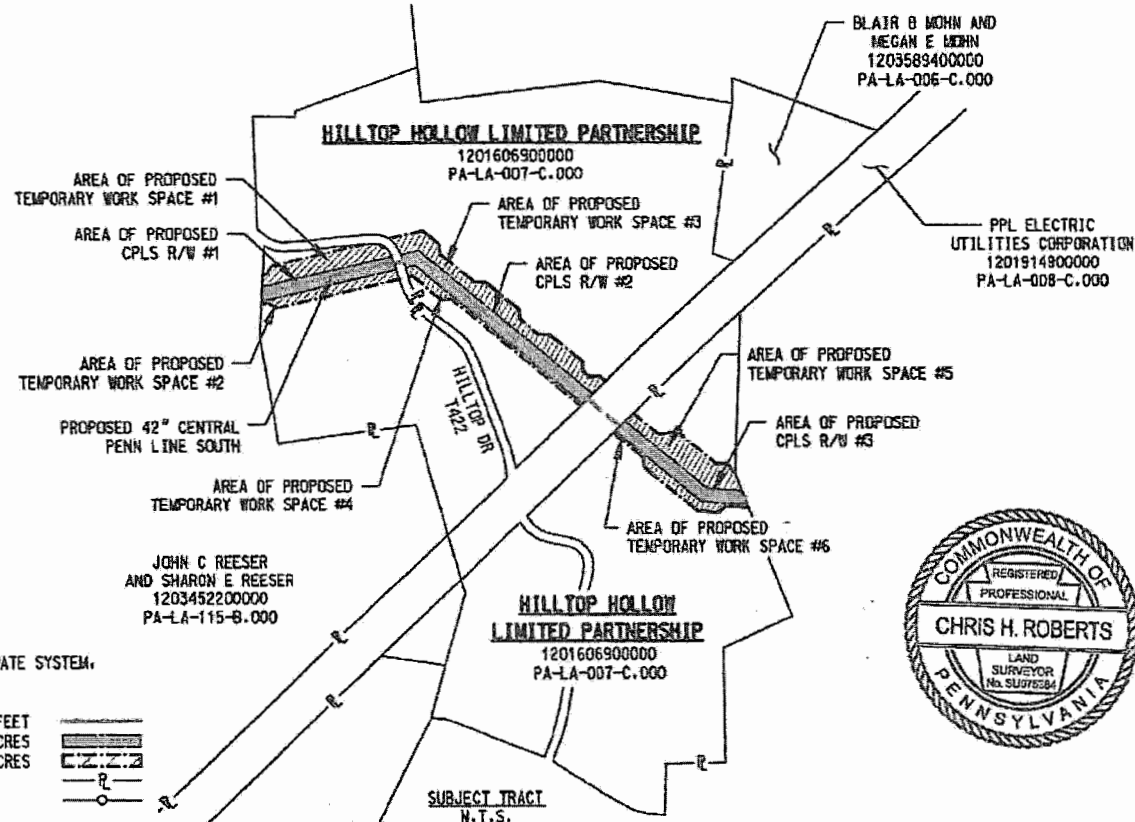 BLAIR B MOHN AND
MEGAN E MOHN
1203589400000
PA-LA-006-C.000
HILLTOP HOLLOW LIMITED PARTNERSHIP
1201606900000
PA-LA-007-C.000
AREA OF PROPOSED
TEMPORARY WORK SPACE #1
AREA OF PROPOSED
TEMPORARY WORK SPACE #3
AREA OF PROPOSED
CPLS R/W #1
AREA OF PROPOSED
CPLS R/W #2
PPL ELECTRIC
UTILITIES CORPORATION
1201914900000
PA-LA-008-C.000
AREA OF PROPOSED
TEMPORARY WORK SPACE #2
AREA OF PROPOSED
TEMPORARY WORK SPACE #5
HILLTOP DR
T422
PROPOSED 42" CENTRAL
PENN LINE SOUTH
AREA OF PROPOSED
CPLS R/W #3
AREA OF PROPOSED
TEMPORARY WORK SPACE #4
AREA OF PROPOSED
TEMPORARY WORK SPACE #6
JOHN C REESER
AND SHARON E REESER
1203452200000
PA-LA-115-B.000
HILLTOP HOLLOW
LIMITED PARTNERSHIP
1201606900000
PA-LA-007-C.000
COMMONWEALTH OF
REGISTERED
PROFESSIONAL
CHRIS H. ROBERTS
LAND
SURVEYOR
PENNSYLVANIA
ATE SYSTEM.
FEET
CRES
CRES
SUBJECT TRACT
N.T.S.